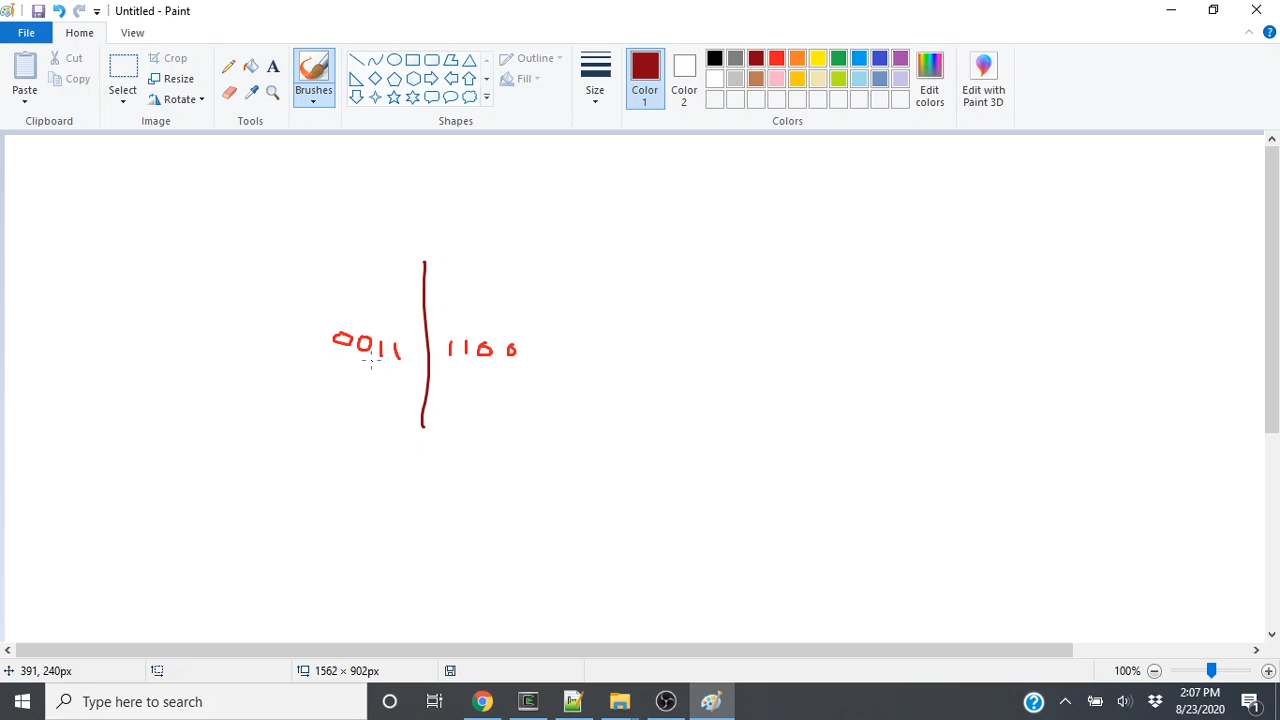 Untitled - Paint
File Home View
Paste
Cut
Copy
Clipboard
Select
Crop
Resize
Rotate
Image
Tools
Brushes
Shapes
Outline
Fill
Size
Color 1
Color 2
Colors
Edit colors
Edit with Paint 3D
0011 | 1100
391, 240px
1562 × 902px
100%
Type here to search
2:07 PM
8/23/2020
1